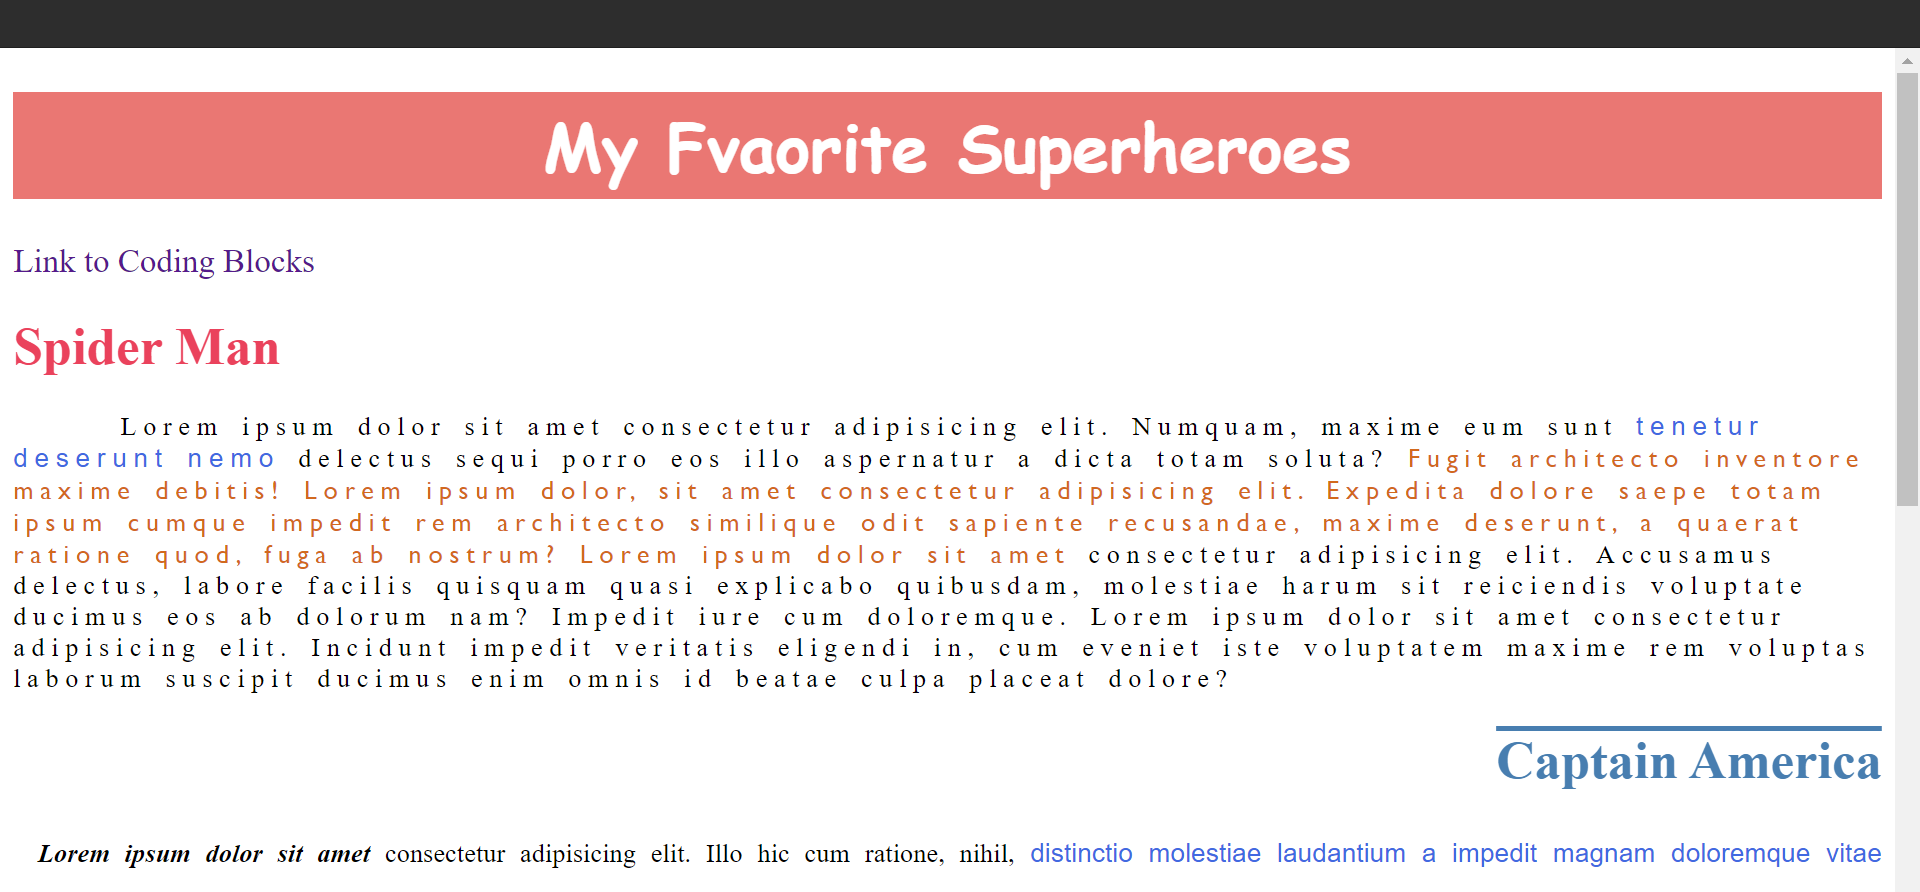 My Fvaorite Superheroes
Link to Coding Blocks
Spider Man
Lorem ipsum dolor sit amet consectetur adipisicing elit. Numquam, maxime eum sunt tenetur
deserunt nemo delectus sequi porro eos illo aspernatur a dicta totam soluta? Fugit architecto inventore
maxime debitis! Lorem ipsum dolor, sit amet consectetur adipisicing elit. Expedita dolore saepe totam
ipsum cumque impedit rem architecto similique odit sapiente recusandae, maxime deserunt, a quaerat
ratione quod, fuga ab nostrum? Lorem ipsum dolor sit amet consectetur adipisicing elit. Accusamus
delectus, labore facilis quisquam quasi explicabo quibusdam, molestiae harum sit reiciendis voluptate
ducimus eos ab dolorum nam? Impedit iure cum doloremque. Lorem ipsum dolor sit amet consectetur
adipisicing elit. Incidunt impedit veritatis eligendi in, cum eveniet iste voluptatem maxime rem voluptas
laborum suscipit ducimus enim omnis id beatae culpa placeat dolore?
Captain America
Lorem ipsum dolor sit amet consectetur adipisicing elit. Illo hic cum ratione, nihil, distinctio molestiae laudantium a impedit magnam doloremque vitae